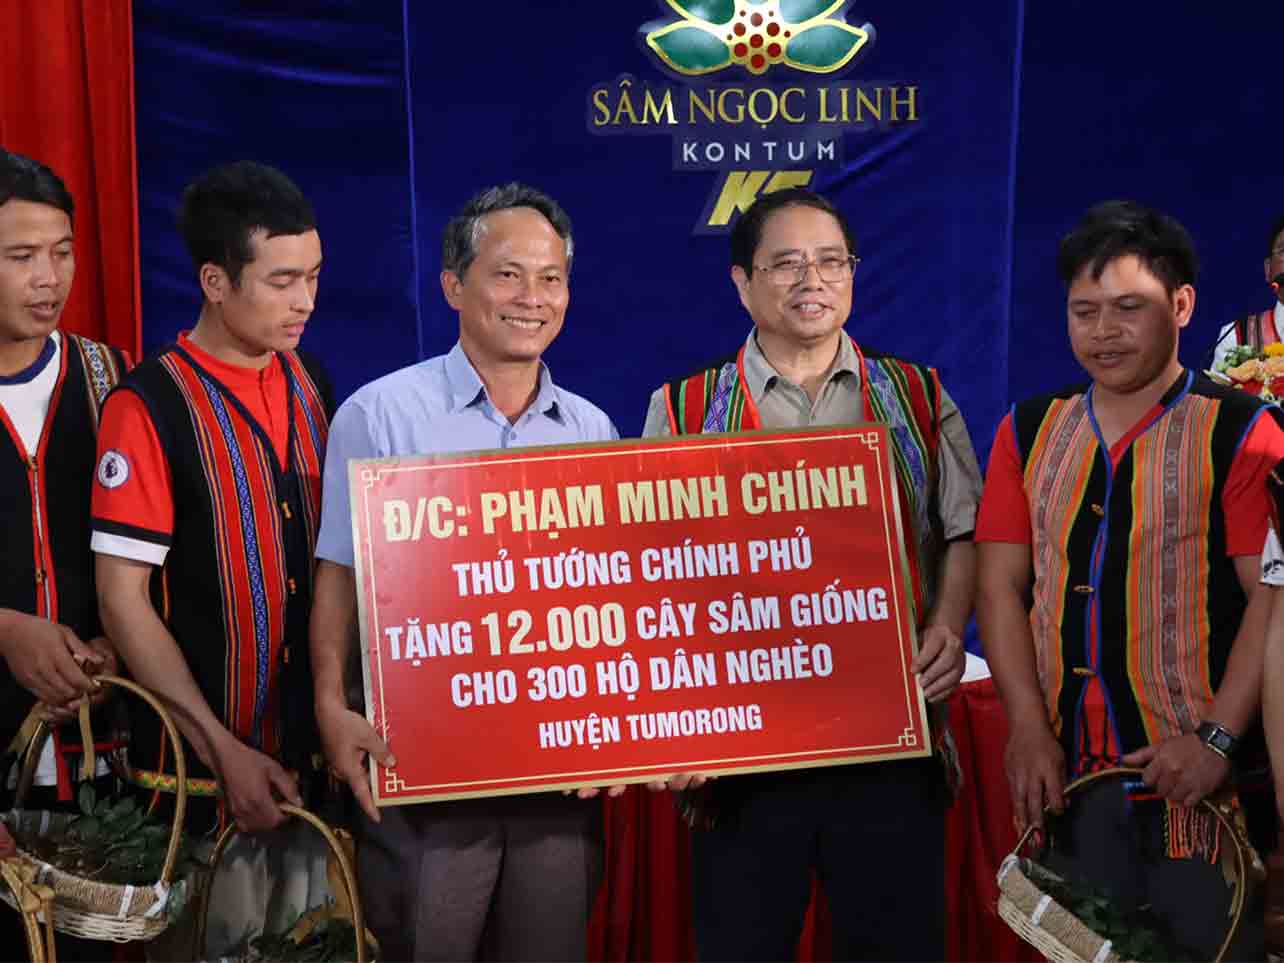 SÂM NGỌC LINH
KONTUM
Đ/C: PHẠM MINH CHÍNH
THỦ TƯỚNG CHÍNH PHỦ
TẶNG 12.000 CÂY SÂM GIỐNG
CHO 300 HỘ DÂN NGHÈO
HUYỆN TUMORONG